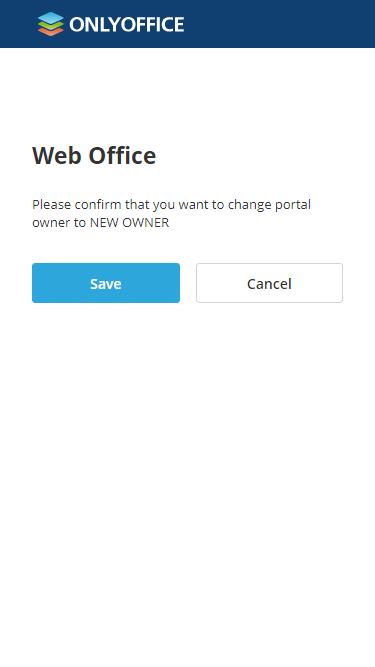 ONLYOFFICE
Web Office
Please confirm that you want to change portal
owner to NEW OWNER
Save
Cancel